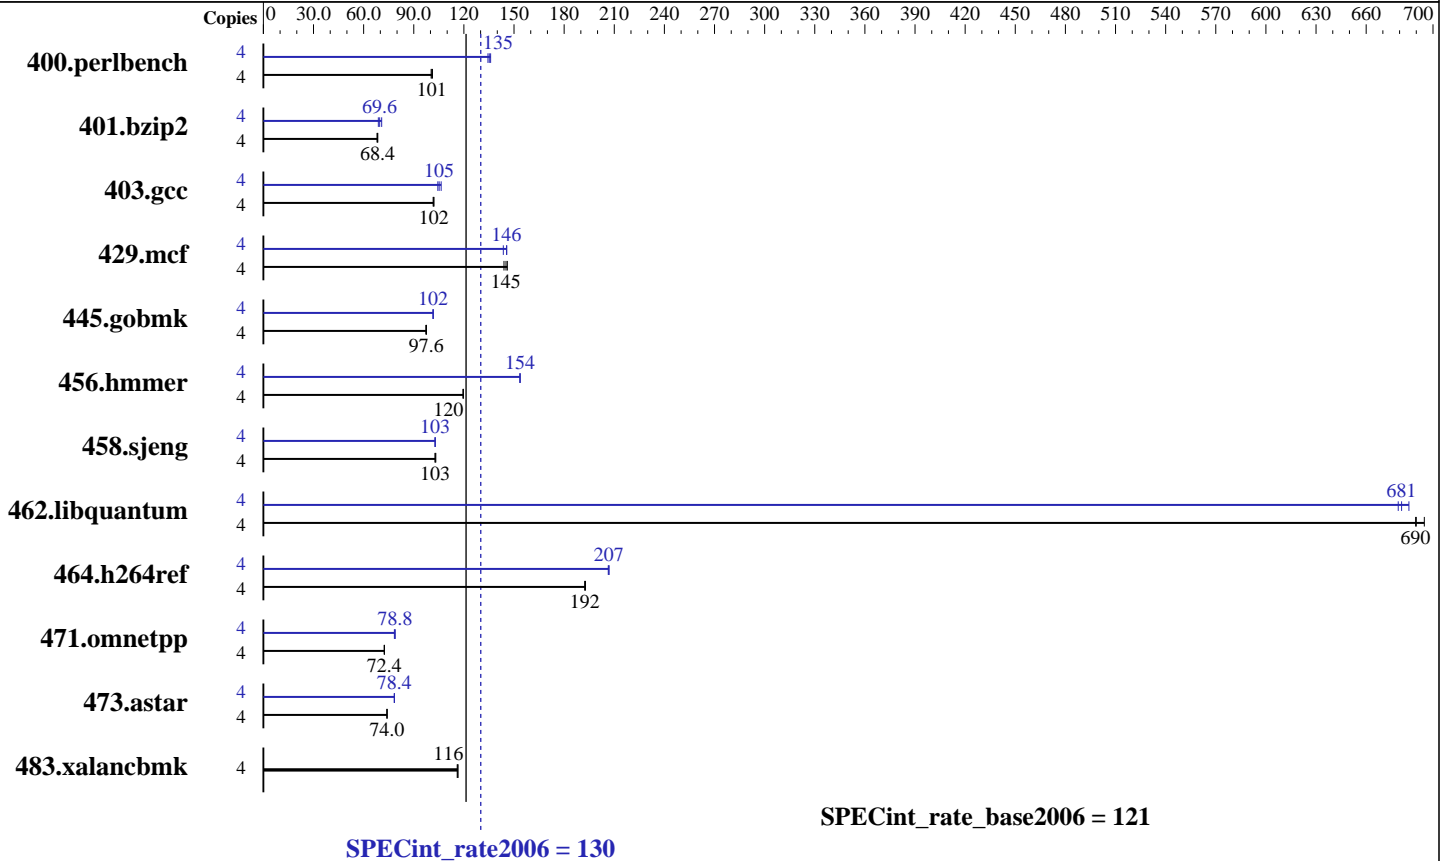 Copies 0 30.0 60.0 90.0 120 150 180 210 240 270 300 330 360 390 420 450 480 510 540 570 600 630 660 700
400.perlbench 4 135
4 101
401.bzip2 4 69.6
4 68.4
403.gcc 4 105
4 102
429.mcf 4 146
4 145
445.gobmk 4 102
4 97.6
456.hmmer 4 154
4 120
458.sjeng 4 103
4 103
462.libquantum 4 681
4 690
464.h264ref 4 207
4 192
471.omnetpp 4 78.8
4 72.4
473.astar 4 78.4
4 74.0
483.xalancbmk 4 116
SPECint_rate_base2006 = 121
SPECint_rate2006 = 130